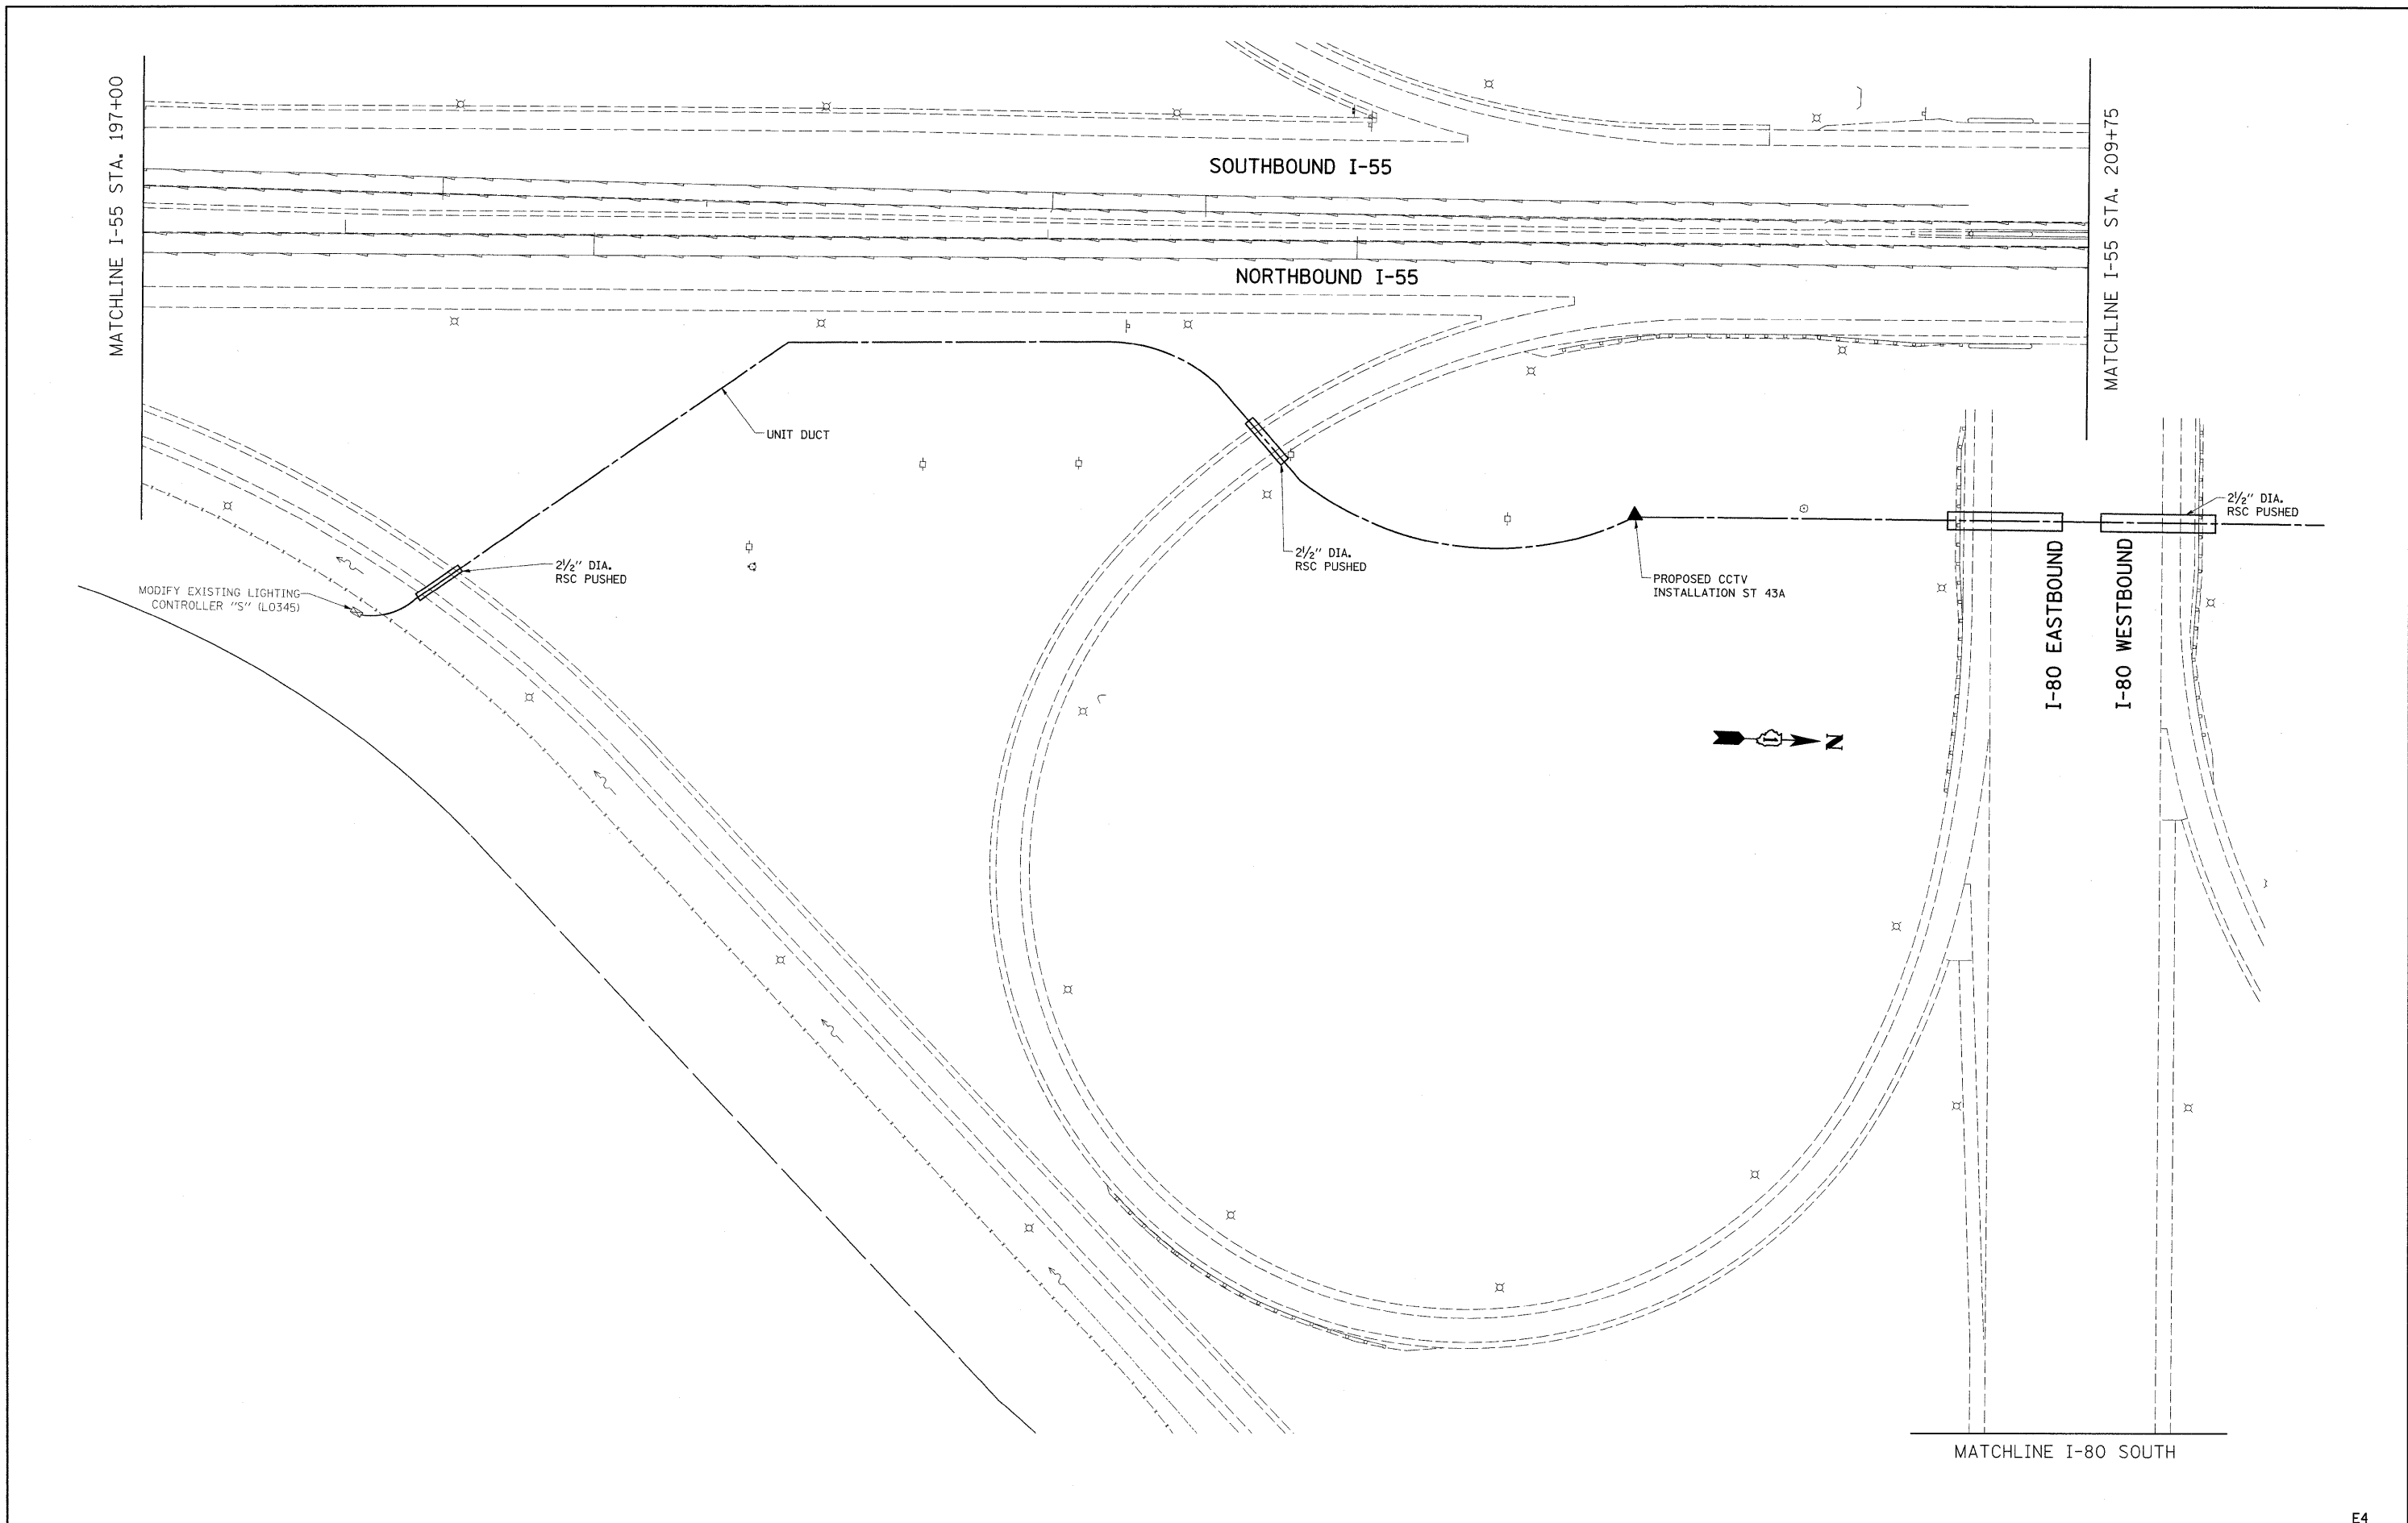 MATCHLINE I-55 STA. 197+00
SOUTHBOUND I-55
NORTHBOUND I-55
MATCHLINE I-55 STA. 209+75
UNIT DUCT
2½" DIA.
RSC PUSHED
MODIFY EXISTING LIGHTING
CONTROLLER "S" (L0345)
2½" DIA.
RSC PUSHED
PROPOSED CCTV
INSTALLATION ST 43A
2½" DIA.
RSC PUSHED
I-80 EASTBOUND
I-80 WESTBOUND
N
MATCHLINE I-80 SOUTH
E4